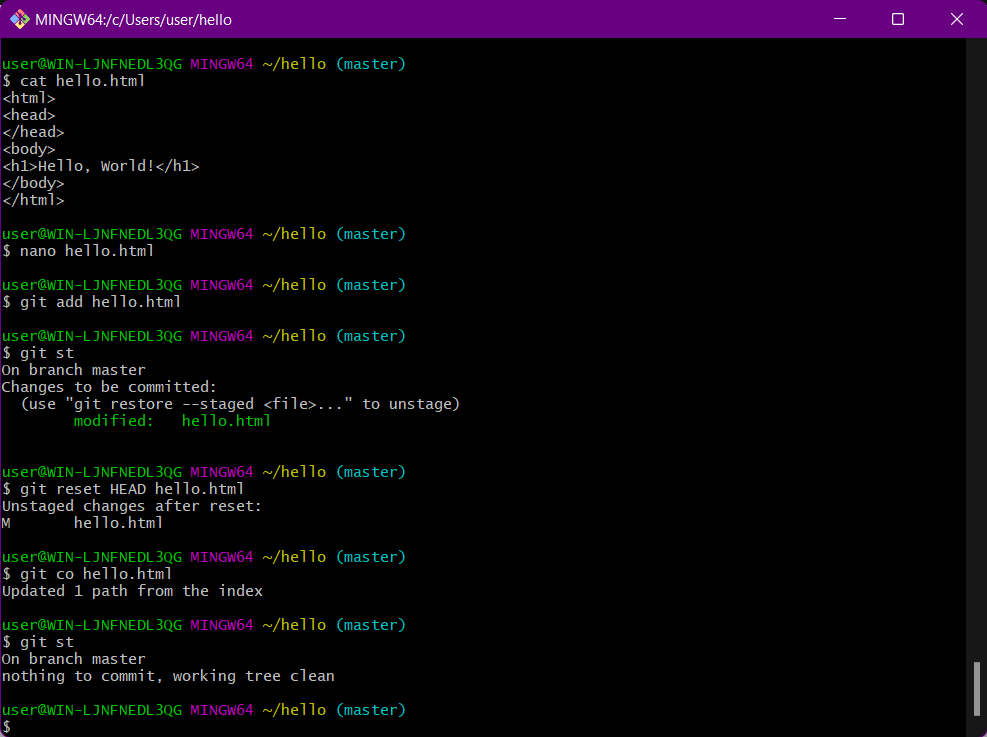 MINGW64:/c/Users/user/hello
user@WIN-LJNFNEDL3QG MINGW64 ~/hello (master)
$ cat hello.html
<html>
<head>
</head>
<body>
<h1>Hello, World!</h1>
</body>
</html>
user@WIN-LJNFNEDL3QG MINGW64 ~/hello (master)
$ nano hello.html
user@WIN-LJNFNEDL3QG MINGW64 ~/hello (master)
$ git add hello.html
user@WIN-LJNFNEDL3QG MINGW64 ~/hello (master)
$ git st
On branch master
Changes to be committed:
  (use "git restore --staged <file>..." to unstage)
        modified:   hello.html
user@WIN-LJNFNEDL3QG MINGW64 ~/hello (master)
$ git reset HEAD hello.html
Unstaged changes after reset:
M       hello.html
user@WIN-LJNFNEDL3QG MINGW64 ~/hello (master)
$ git co hello.html
Updated 1 path from the index
user@WIN-LJNFNEDL3QG MINGW64 ~/hello (master)
$ git st
On branch master
nothing to commit, working tree clean
user@WIN-LJNFNEDL3QG MINGW64 ~/hello (master)
$